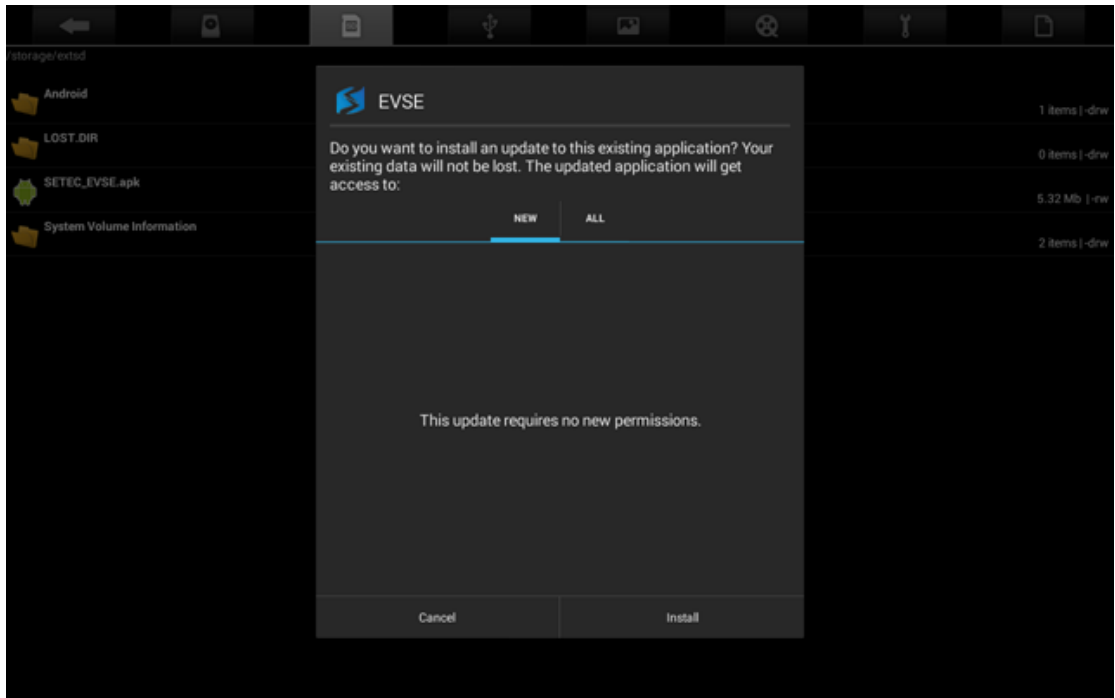 /storage/extsd
Android
1 items | -drw
LOST.DIR
0 items | -drw
SETEC_EVSE.apk
5.32 Mb | -rw
System Volume Information
2 items | -drw
EVSE
Do you want to install an update to this existing application? Your
existing data will not be lost. The updated application will get
access to:
NEW
ALL
This update requires no new permissions.
Cancel
Install